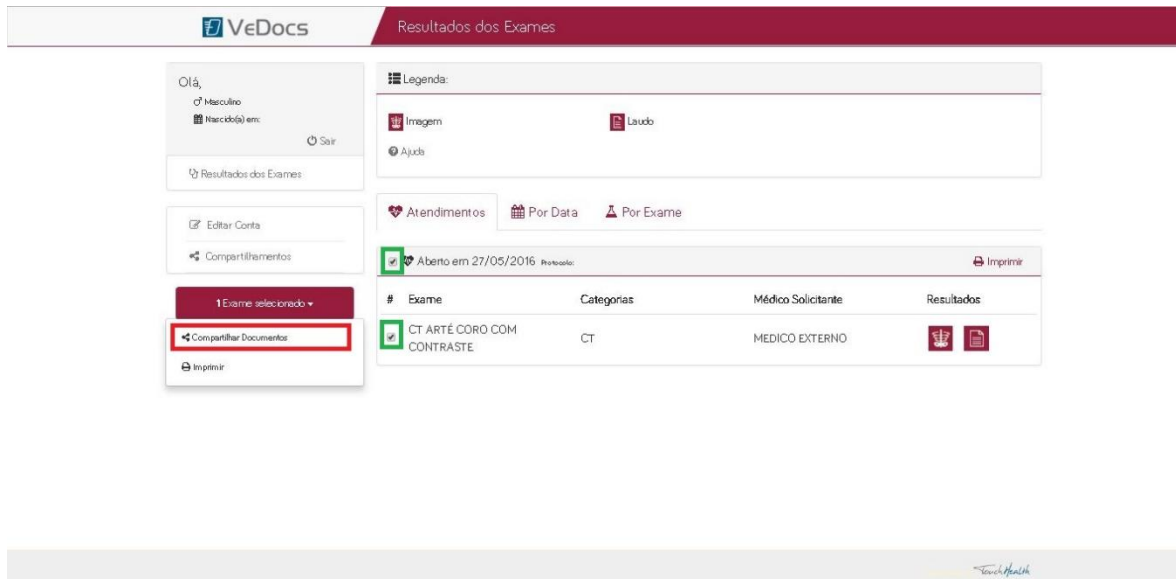 VEDocs
Resultados dos Exames
Olá,
Masculino
Nascido(a) em:
Sair
Resultados dos Exames
Editar Conta
Compartilhamentos
1 Exame selecionado
Compartilhar Documentos
Imprimir
Legenda:
Imagem
Laudo
Ajuda
Atendimentos
Por Data
Por Exame
Aberto em 27/05/2016 Protocolo:
Imprimir
# Exame Categorias Médico Solicitante Resultados
CT ARTÉ CORO COM
CONTRASTE
CT
MEDICO EXTERNO
TouchHealth